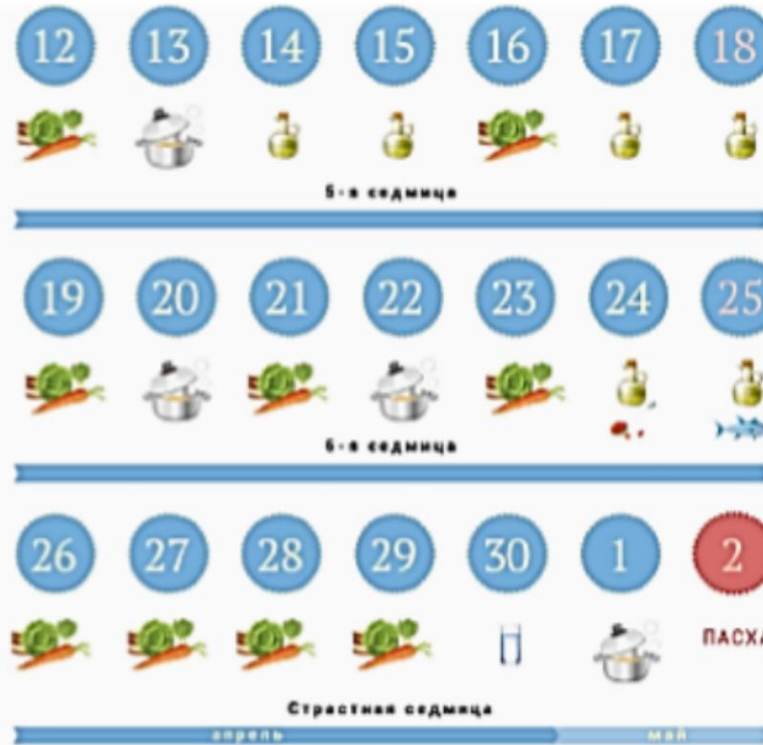 12 13 14 15 16 17 18
5-я седмица
19 20 21 22 23 24 25
6-я седмица
26 27 28 29 30 1 2
ПАСХА
Страстная седмица
апрель май